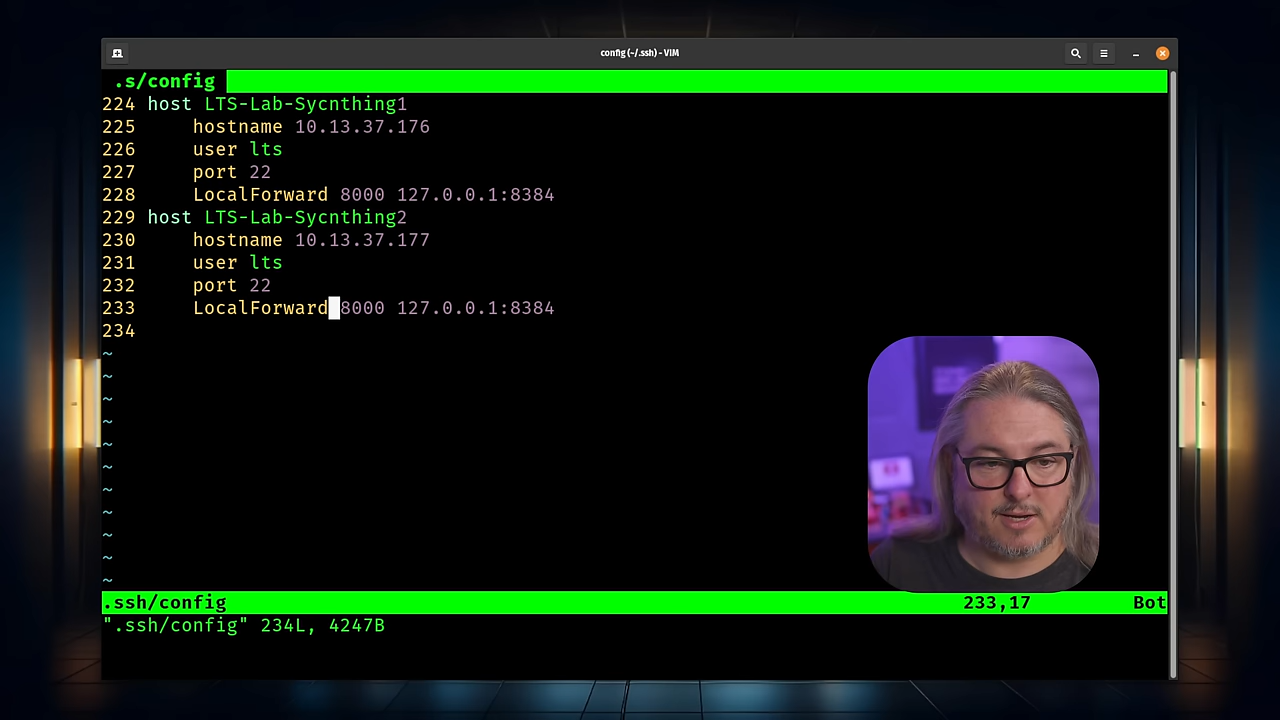 config (~/.ssh) - VIM
.s/config
224 host LTS-Lab-Sycnthing1
225 hostname 10.13.37.176
226 user lts
227 port 22
228 LocalForward 8000 127.0.0.1:8384
229 host LTS-Lab-Sycnthing2
230 hostname 10.13.37.177
231 user lts
232 port 22
233 LocalForward 8000 127.0.0.1:8384
234
~
~
~
~
~
~
~
~
~
~
~
.ssh/config 233,17 Bot
".ssh/config" 234L, 4247B